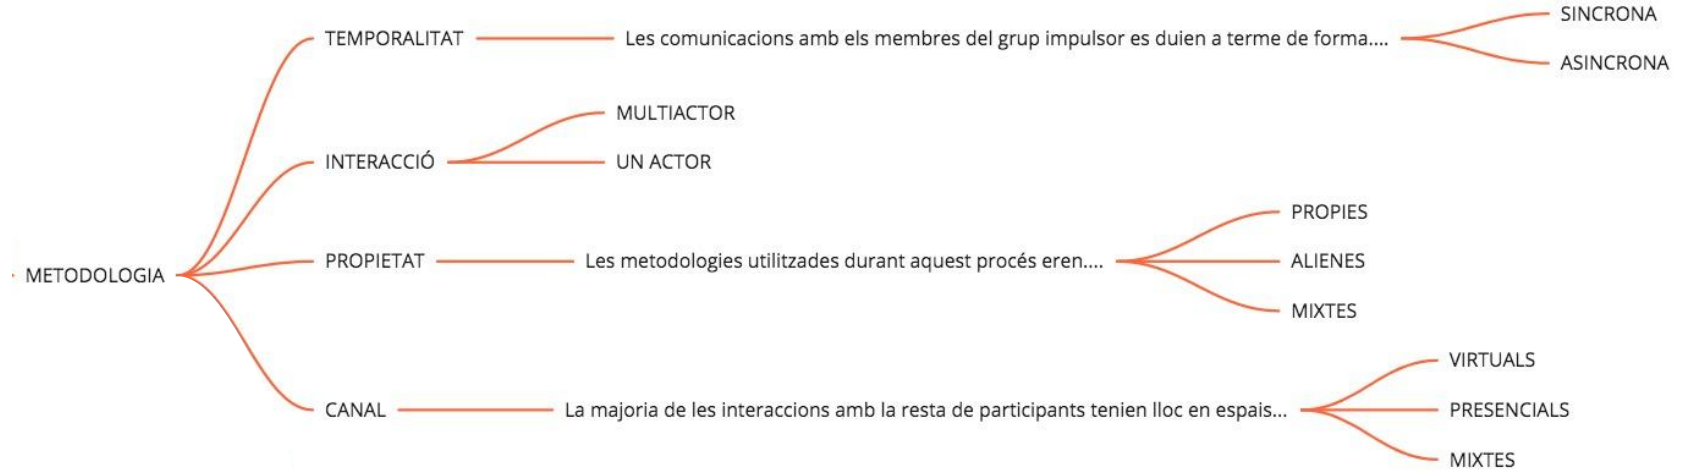 METODOLOGIA
TEMPORALITAT
Les comunicacions amb els membres del grup impulsor es duien a terme de forma....
SINCRONA
ASINCRONA
INTERACCIÓ
MULTIACTOR
UN ACTOR
PROPIETAT
Les metodologies utilitzades durant aquest procés eren....
PROPIES
ALIENES
MIXTES
CANAL
La majoria de les interaccions amb la resta de participants tenien lloc en espais...
VIRTUALS
PRESENCIALS
MIXTES